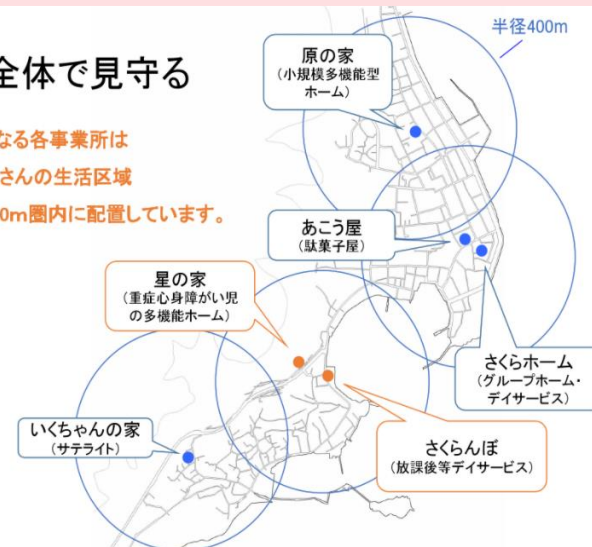 半径400m
原の家
(小規模多機能型
ホーム)
全体で見守る
なる各事業所は
さんの生活区域
0m圏内に配置しています。
あこう屋
(駄菓子屋)
星の家
(重症心身障がい児
の多機能ホーム)
さくらホーム
(グループホーム・
デイサービス)
いくちゃんの家
(サテライト)
さくらんぼ
(放課後等デイサービス)